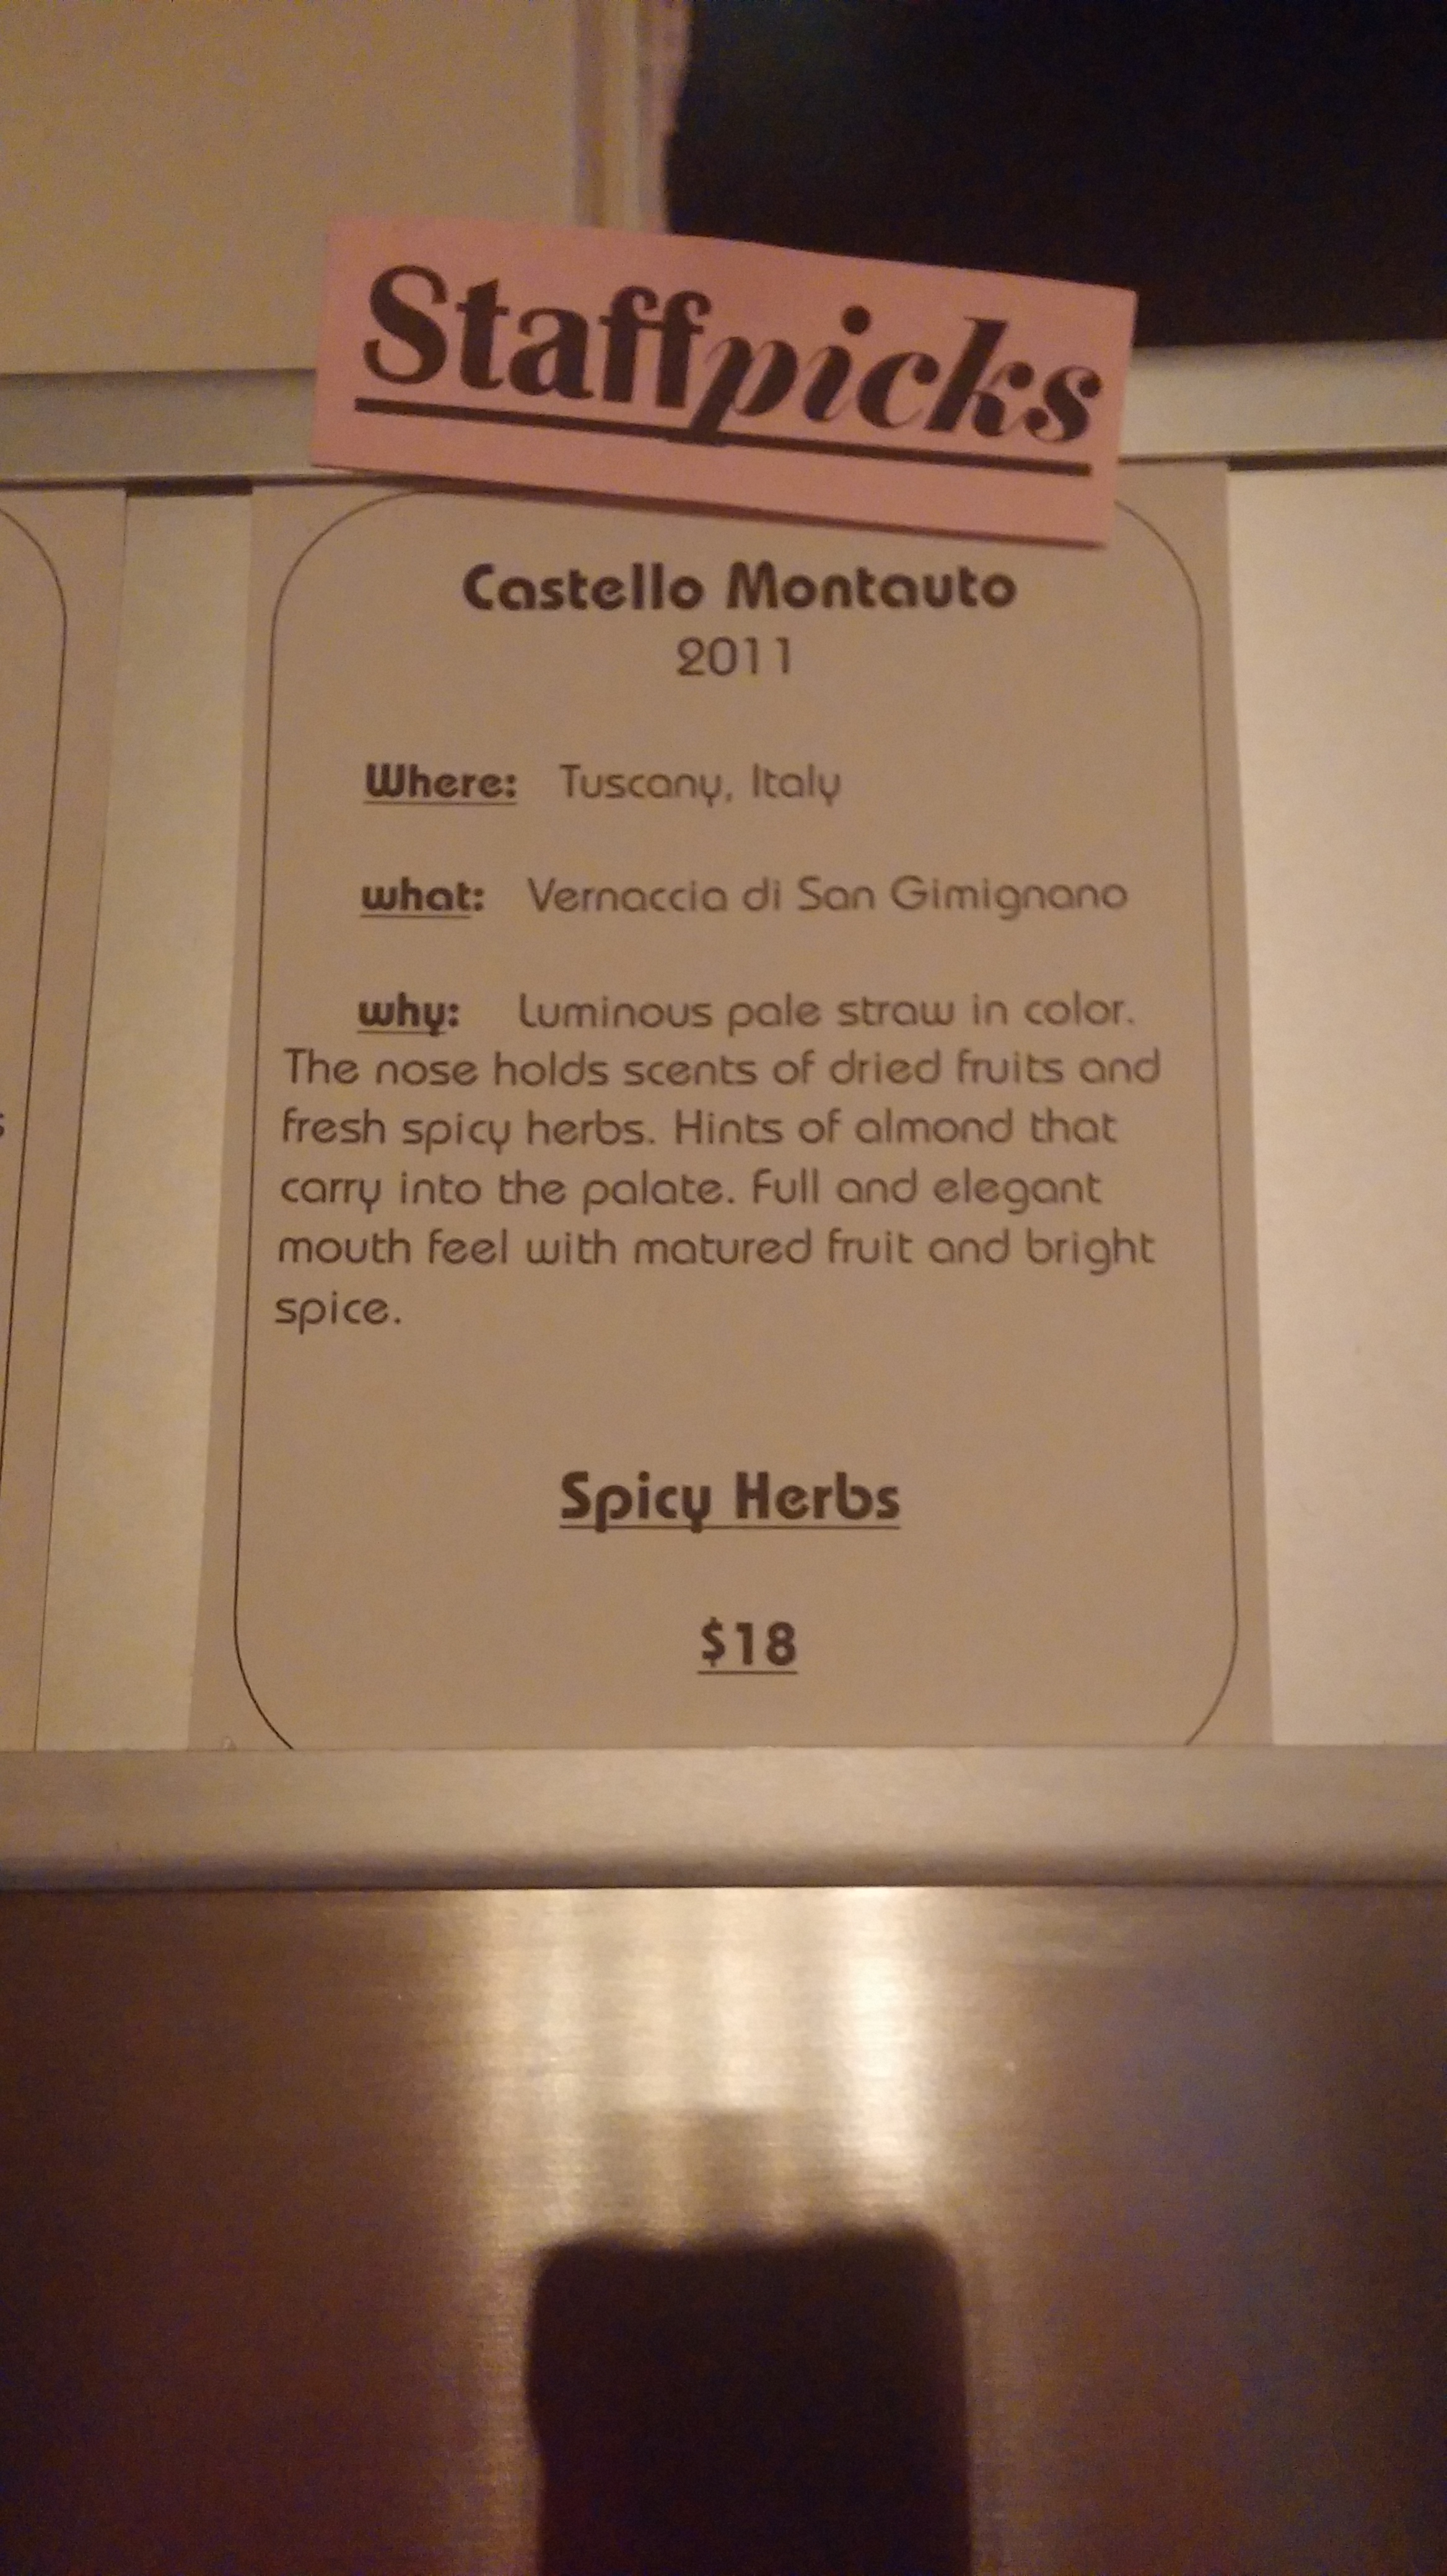 Staffpicks
Castello Montauto
2011
Where: Tuscany, Italy
what: Vernaccia di San Gimignano
why: Luminous pale straw in color.
The nose holds scents of dried fruits and
fresh spicy herbs. Hints of almond that
carry into the palate. Full and elegant
mouth feel with matured fruit and bright
spice.
Spicy Herbs
$18